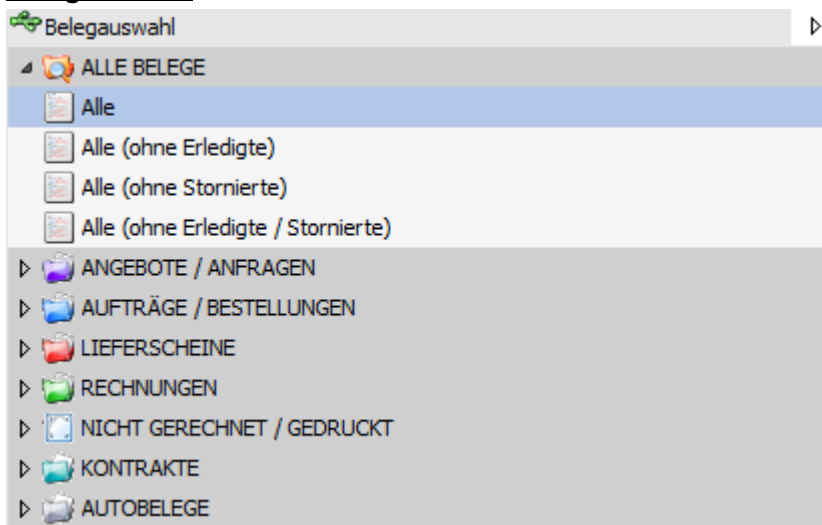 Belegauswahl
ALLE BELEGE
Alle
Alle (ohne Erledigte)
Alle (ohne Stornierte)
Alle (ohne Erledigte / Stornierte)
ANGEBOTE / ANFRAGEN
AUFTRÄGE / BESTELLUNGEN
LIEFERSCHEINE
RECHNUNGEN
NICHT GERECHNET / GEDRUCKT
KONTRAKTE
AUTOBELEGE